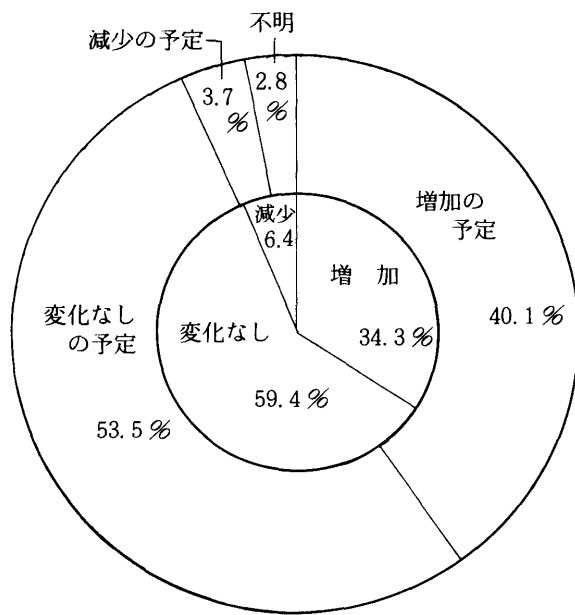 不明
減少の予定
2.8
%
3.7
%
増加の
予定
40.1%
減少
6.4
増 加
34.3%
変化なし
59.4%
変化なし
の予定
53.5%